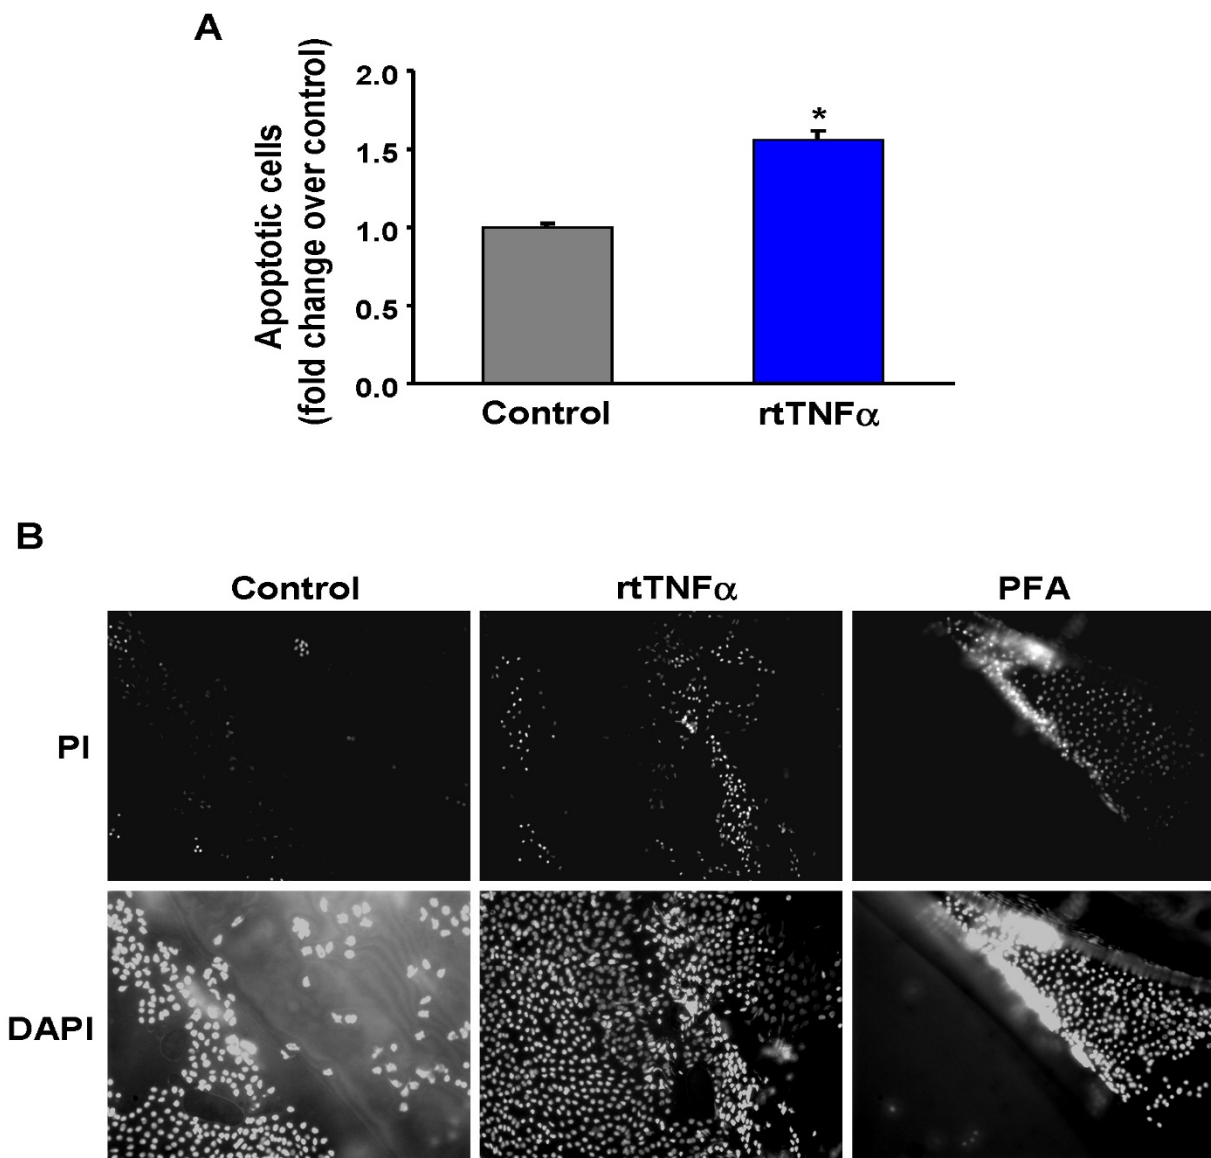 A
Apoptotic cells
(fold change over control)
2.0
*
1.5
1.0
0.5
0.0
Control rtTNFα
B
Control rtTNFα PFA
PI
DAPI